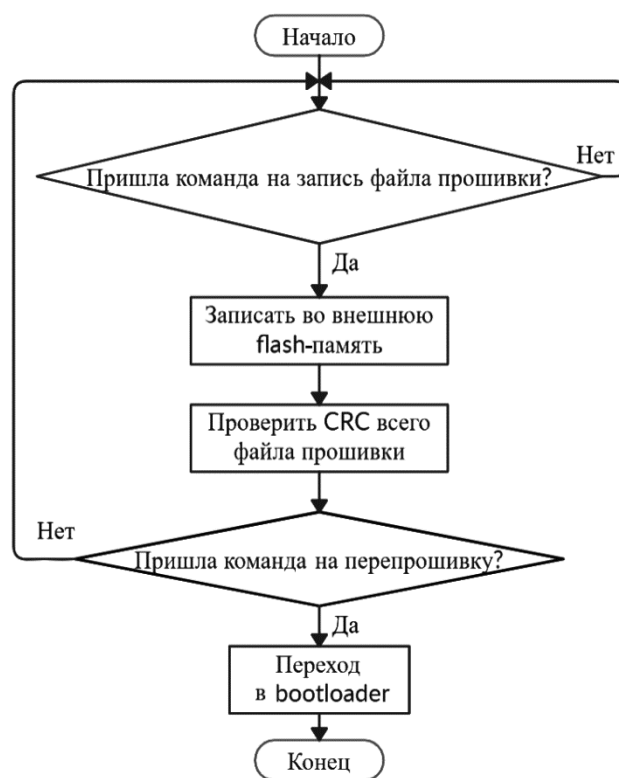 Начало
Нет
Пришла команда на запись файла прошивки?
Да
Записать во внешнюю
flash-память
Проверить CRC всего
файла прошивки
Нет
Пришла команда на перепрошивку?
Да
Переход
в bootloader
Конец